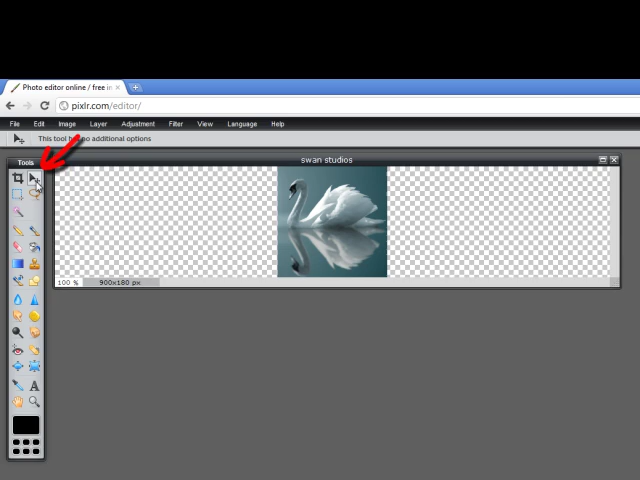 Photo editor online / free in
pixlr.com/editor/
File Edit Image Layer Adjustment Filter View Language Help
This tool h no additional options
Tools
swan studios
100 % 900x180 px
A